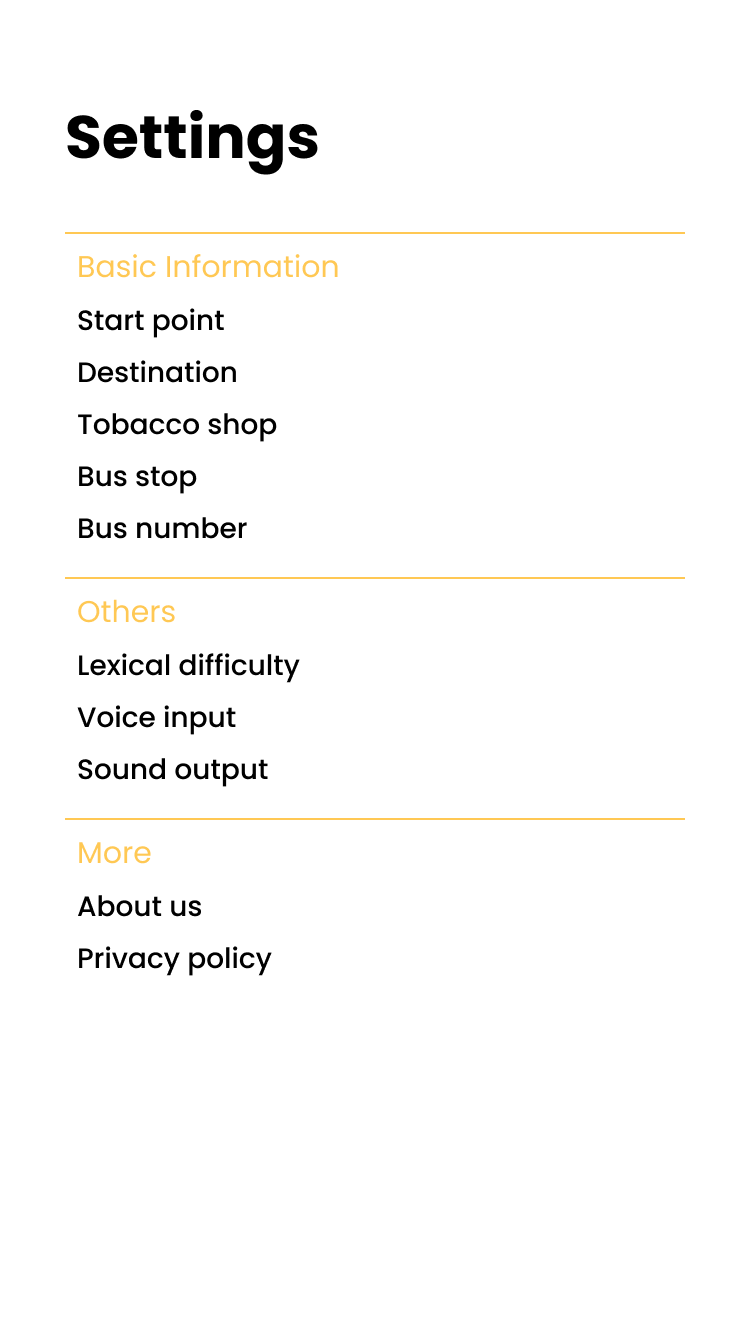 Settings
Basic Information
Start point
Destination
Tobacco shop
Bus stop
Bus number
Others
Lexical difficulty
Voice input
Sound output
More
About us
Privacy policy